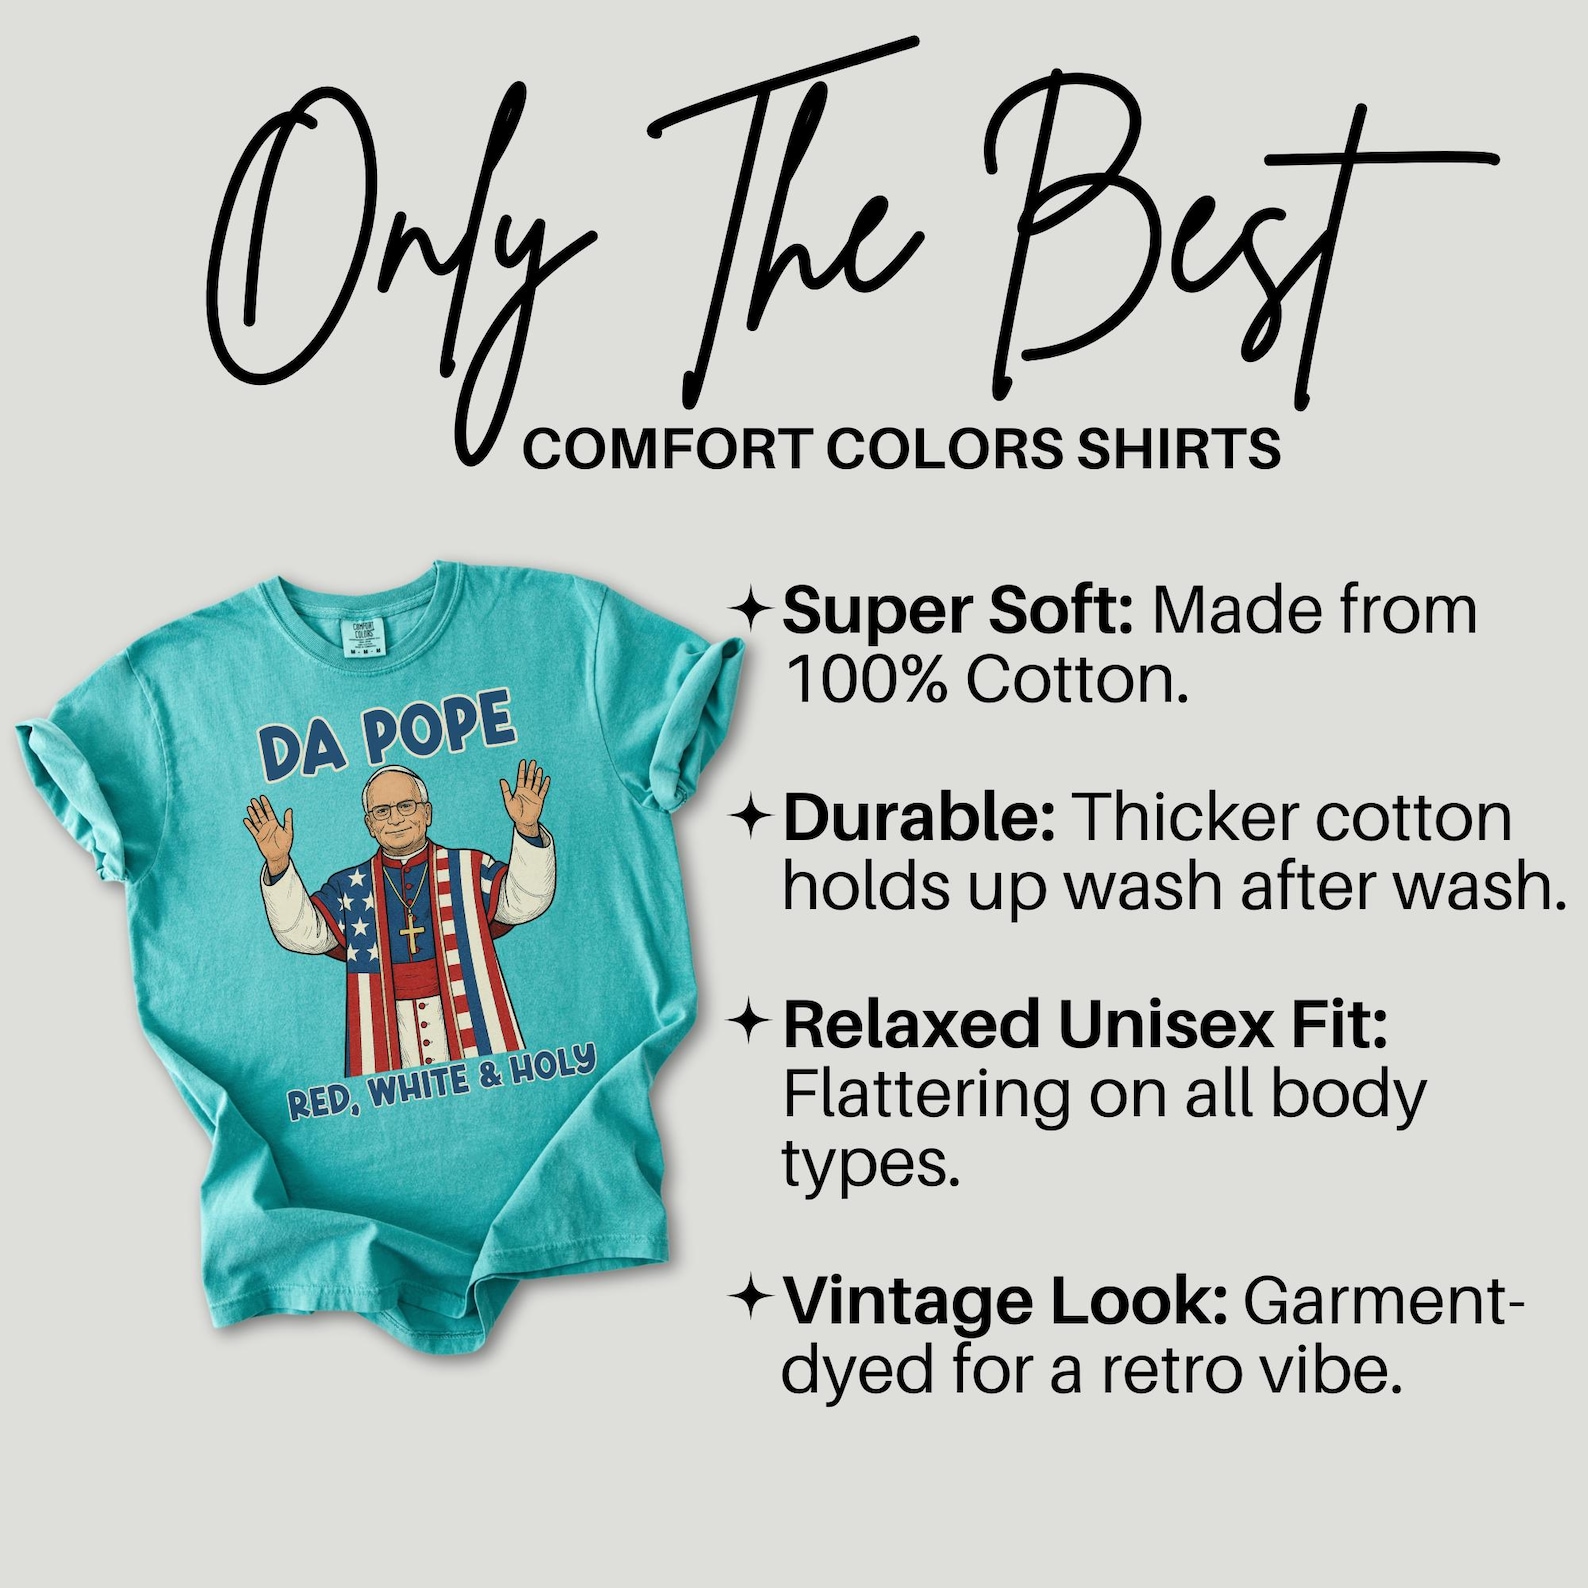 Only The Best
COMFORT COLORS SHIRTS
COMFORT
COLORS
DA POPE
RED, WHITE & HOLY
Super Soft: Made from
100% Cotton.
Durable: Thicker cotton
holds up wash after wash.
Relaxed Unisex Fit:
Flattering on all body
types.
Vintage Look: Garment-
dyed for a retro vibe.